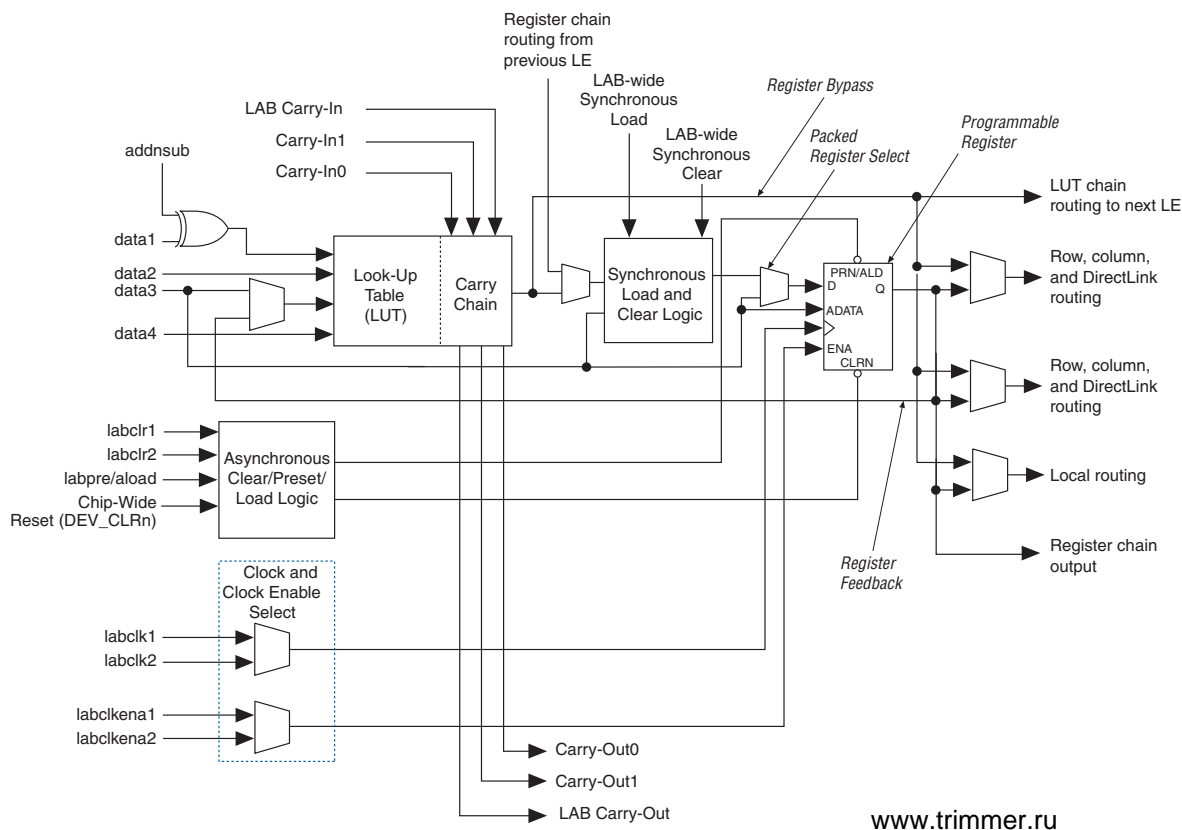 Register chain
routing from
previous LE
LAB-wide
Synchronous
Load
Register Bypass
LAB Carry-In
LAB-wide
Synchronous
Clear
Packed
Register Select
Programmable
Register
Carry-In1
addnsub
Carry-In0
LUT chain
routing to next LE
data1
data2
data3
data4
Look-Up
Table
(LUT)
Carry
Chain
Synchronous
Load and
Clear Logic
PRN/ALD
D
Q
ADATA
ENA
CLRN
Row, column,
and DirectLink
routing
Row, column,
and DirectLink
routing
labclr1
labclr2
labpre/aload
Chip-Wide
Reset (DEV_CLRn)
Asynchronous
Clear/Preset/
Load Logic
Local routing
Register
Feedback
Register chain
output
Clock and
Clock Enable
Select
labclk1
labclk2
labclkena1
labclkena2
Carry-Out0
Carry-Out1
LAB Carry-Out
www.trimmer.ru